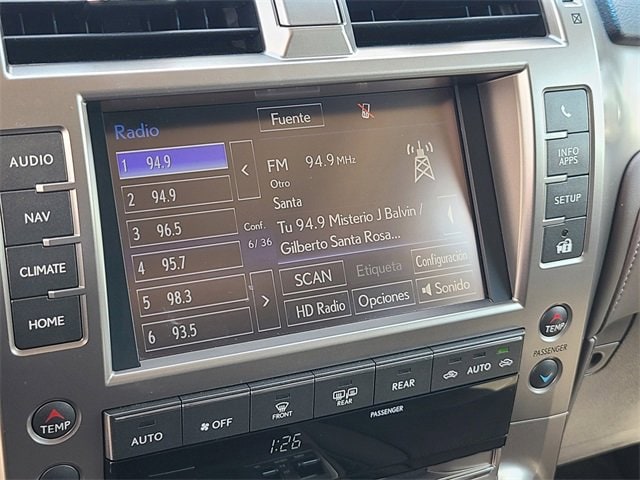 Radio
Fuente
AUDIO
NAV
CLIMATE
HOME
TEMP
1 94.9
2 94.9
3 96.5
4 95.7
5 98.3
6 93.5
<
Conf.
6/36
>
FM 94.9 MHz
Otro
Santa
Tu 94.9 Misterio J Balvin /
Gilberto Santa Rosa...
SCAN
Etiqueta
Configuración
HD Radio
Opciones
Sonido
INFO
APPS
SETUP
TEMP
PASSENGER
AUTO
OFF
FRONT
REAR
REAR
AUTO
PASSENGER
1:26